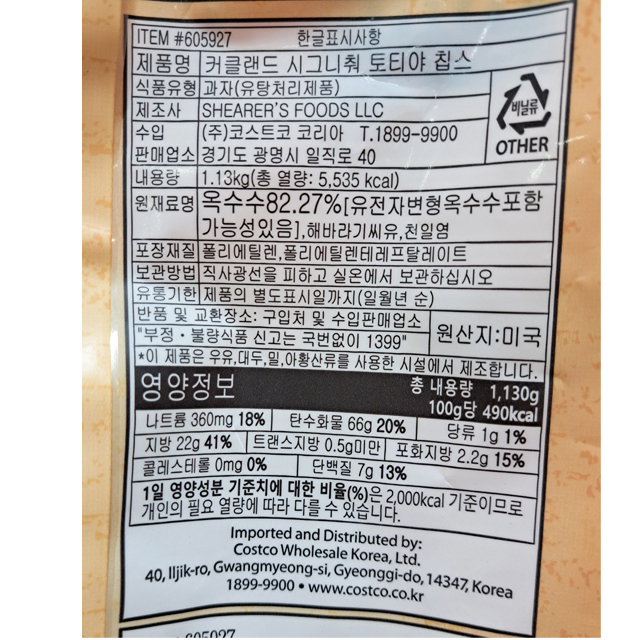 ITEM #605927 한글표시사항
제품명 커클랜드 시그니춰 토티야 칩스
식품유형 과자(유탕처리제품)
제조사 SHEARER'S FOODS LLC
수입 (주)코스트코 코리아 T.1899-9900
판매업소 경기도 광명시 일직로 40
비닐류
OTHER
내용량 1.13kg(총 열량: 5,535 kcal)
원재료명 옥수수82.27%[유전자변형옥수수포함
가능성있음],해바라기씨유,천일염
포장재질 폴리에틸렌,폴리에틸렌테레프탈레이트
보관방법 직사광선을 피하고 실온에서 보관하십시오
유통기한 제품의 별도표시일까지(일월년 순)
반품 및 교환장소: 구입처 및 수입판매업소
"부정・불량식품 신고는 국번없이 1399"
원산지:미국
*이 제품은 우유,대두,밀,아황산류를 사용한 시설에서 제조합니다.
영양정보
총 내용량 1,130g
100g당 490kcal
나트륨 360mg 18% 탄수화물 66g 20% 당류 1g 1%
지방 22g 41% 트랜스지방 0.5g미만 포화지방 2.2g 15%
콜레스테롤 0mg 0% 단백질 7g 13%
1일 영양성분 기준치에 대한 비율(%)은 2,000kcal 기준이므로
개인의 필요 열량에 따라 다를 수 있습니다.
Imported and Distributed by:
Costco Wholesale Korea, Ltd.
40, Iljik-ro, Gwangmyeong-si, Gyeonggi-do, 14347, Korea
1899-9900 • www.costco.co.kr